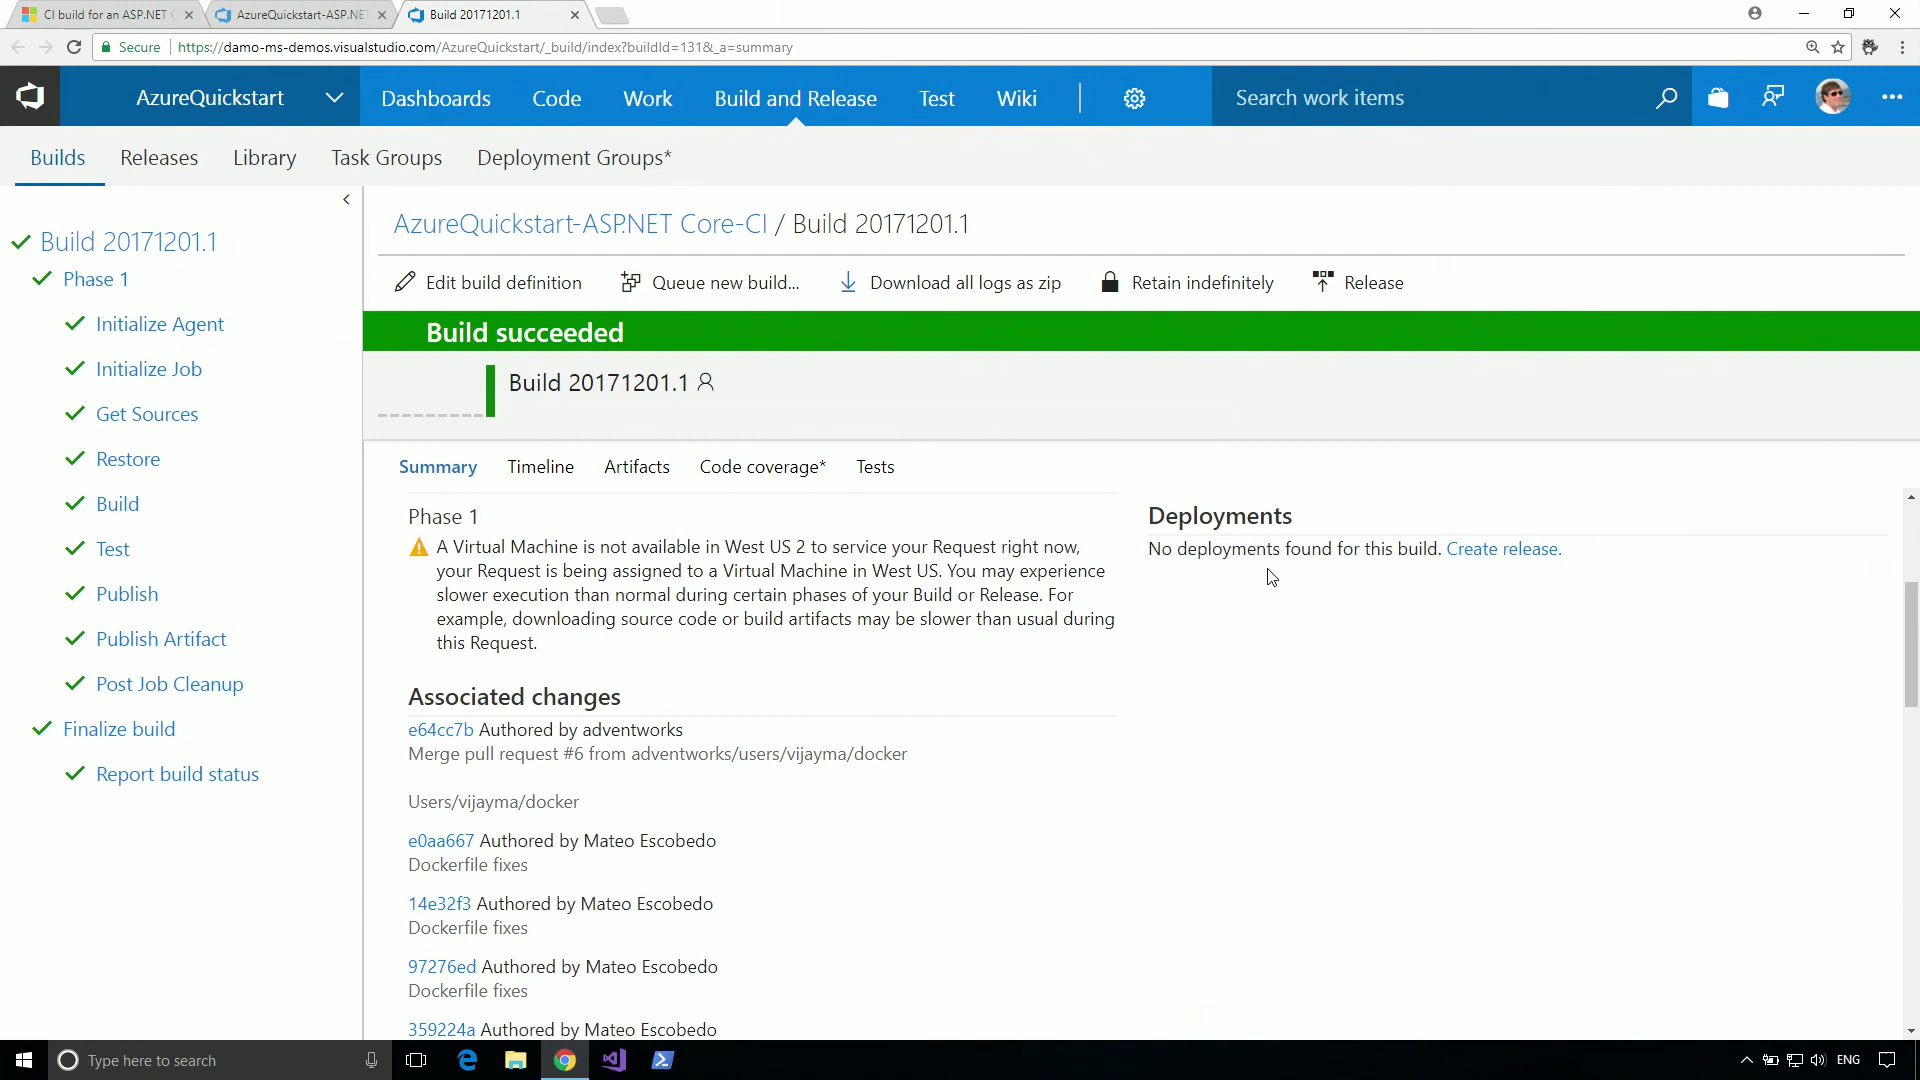 CI build for an ASP.NET C
AzureQuickstart-ASP.NET
Build 20171201.1
Secure
https://damo-ms-demos.visualstudio.com/AzureQuickstart/_build/index?buildId=131&_a=summary
AzureQuickstart
Dashboards
Code
Work
Build and Release
Test
Wiki
Search work items
Builds
Releases
Library
Task Groups
Deployment Groups*
Build 20171201.1
Phase 1
Initialize Agent
Initialize Job
Get Sources
Restore
Build
Test
Publish
Publish Artifact
Post Job Cleanup
Finalize build
Report build status
AzureQuickstart-ASP.NET Core-CI / Build 20171201.1
Edit build definition
Queue new build...
Download all logs as zip
Retain indefinitely
Release
Build succeeded
Build 20171201.1
Summary
Timeline
Artifacts
Code coverage*
Tests
Phase 1
A Virtual Machine is not available in West US 2 to service your Request right now,
your Request is being assigned to a Virtual Machine in West US. You may experience
slower execution than normal during certain phases of your Build or Release. For
example, downloading source code or build artifacts may be slower than usual during
this Request.
Associated changes
e64cc7b Authored by adventworks
Merge pull request #6 from adventworks/users/vijayma/docker
Users/vijayma/docker
e0aa667 Authored by Mateo Escobedo
Dockerfile fixes
14e32f3 Authored by Mateo Escobedo
Dockerfile fixes
97276ed Authored by Mateo Escobedo
Dockerfile fixes
359224a Authored by Mateo Escobedo
Deployments
No deployments found for this build. Create release.
Type here to search
ENG